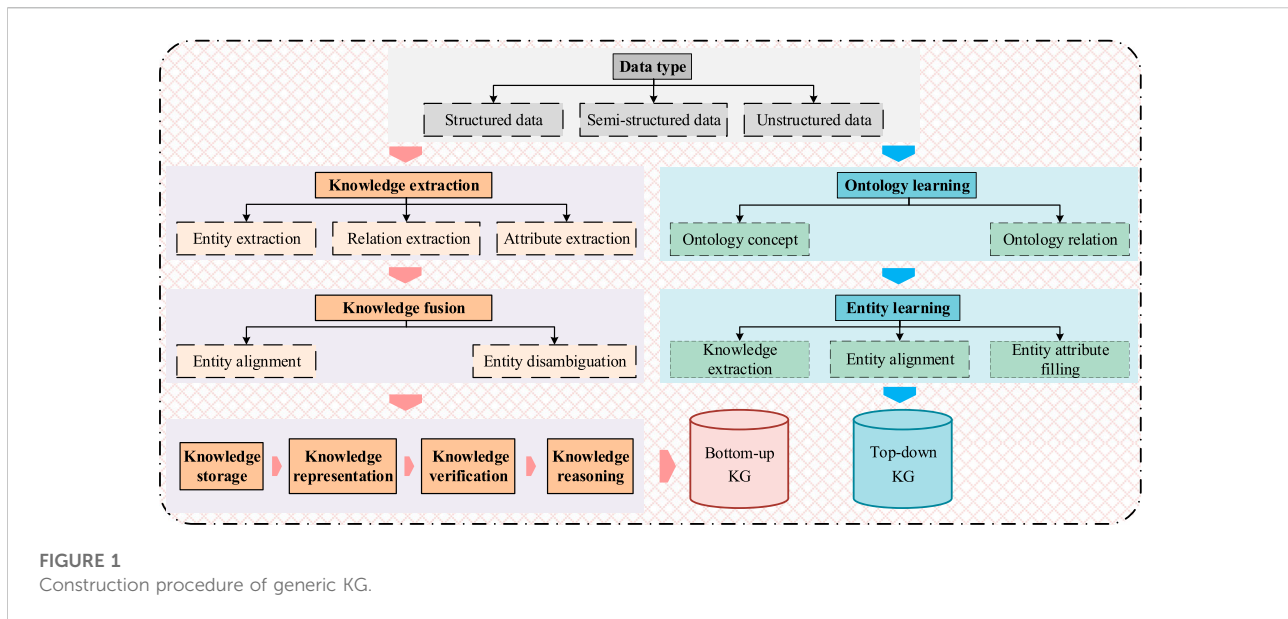 Data type
Structured data
Semi-structured data
Unstructured data
Knowledge extraction
Entity extraction
Relation extraction
Attribute extraction
Knowledge fusion
Entity alignment
Entity disambiguation
Knowledge
storage
Knowledge
representation
Knowledge
verification
Knowledge
reasoning
Bottom-up
KG
Ontology learning
Ontology concept
Ontology relation
Entity learning
Knowledge
extraction
Entity alignment
Entity attribute
filling
Top-down
KG
FIGURE 1
Construction procedure of generic KG.